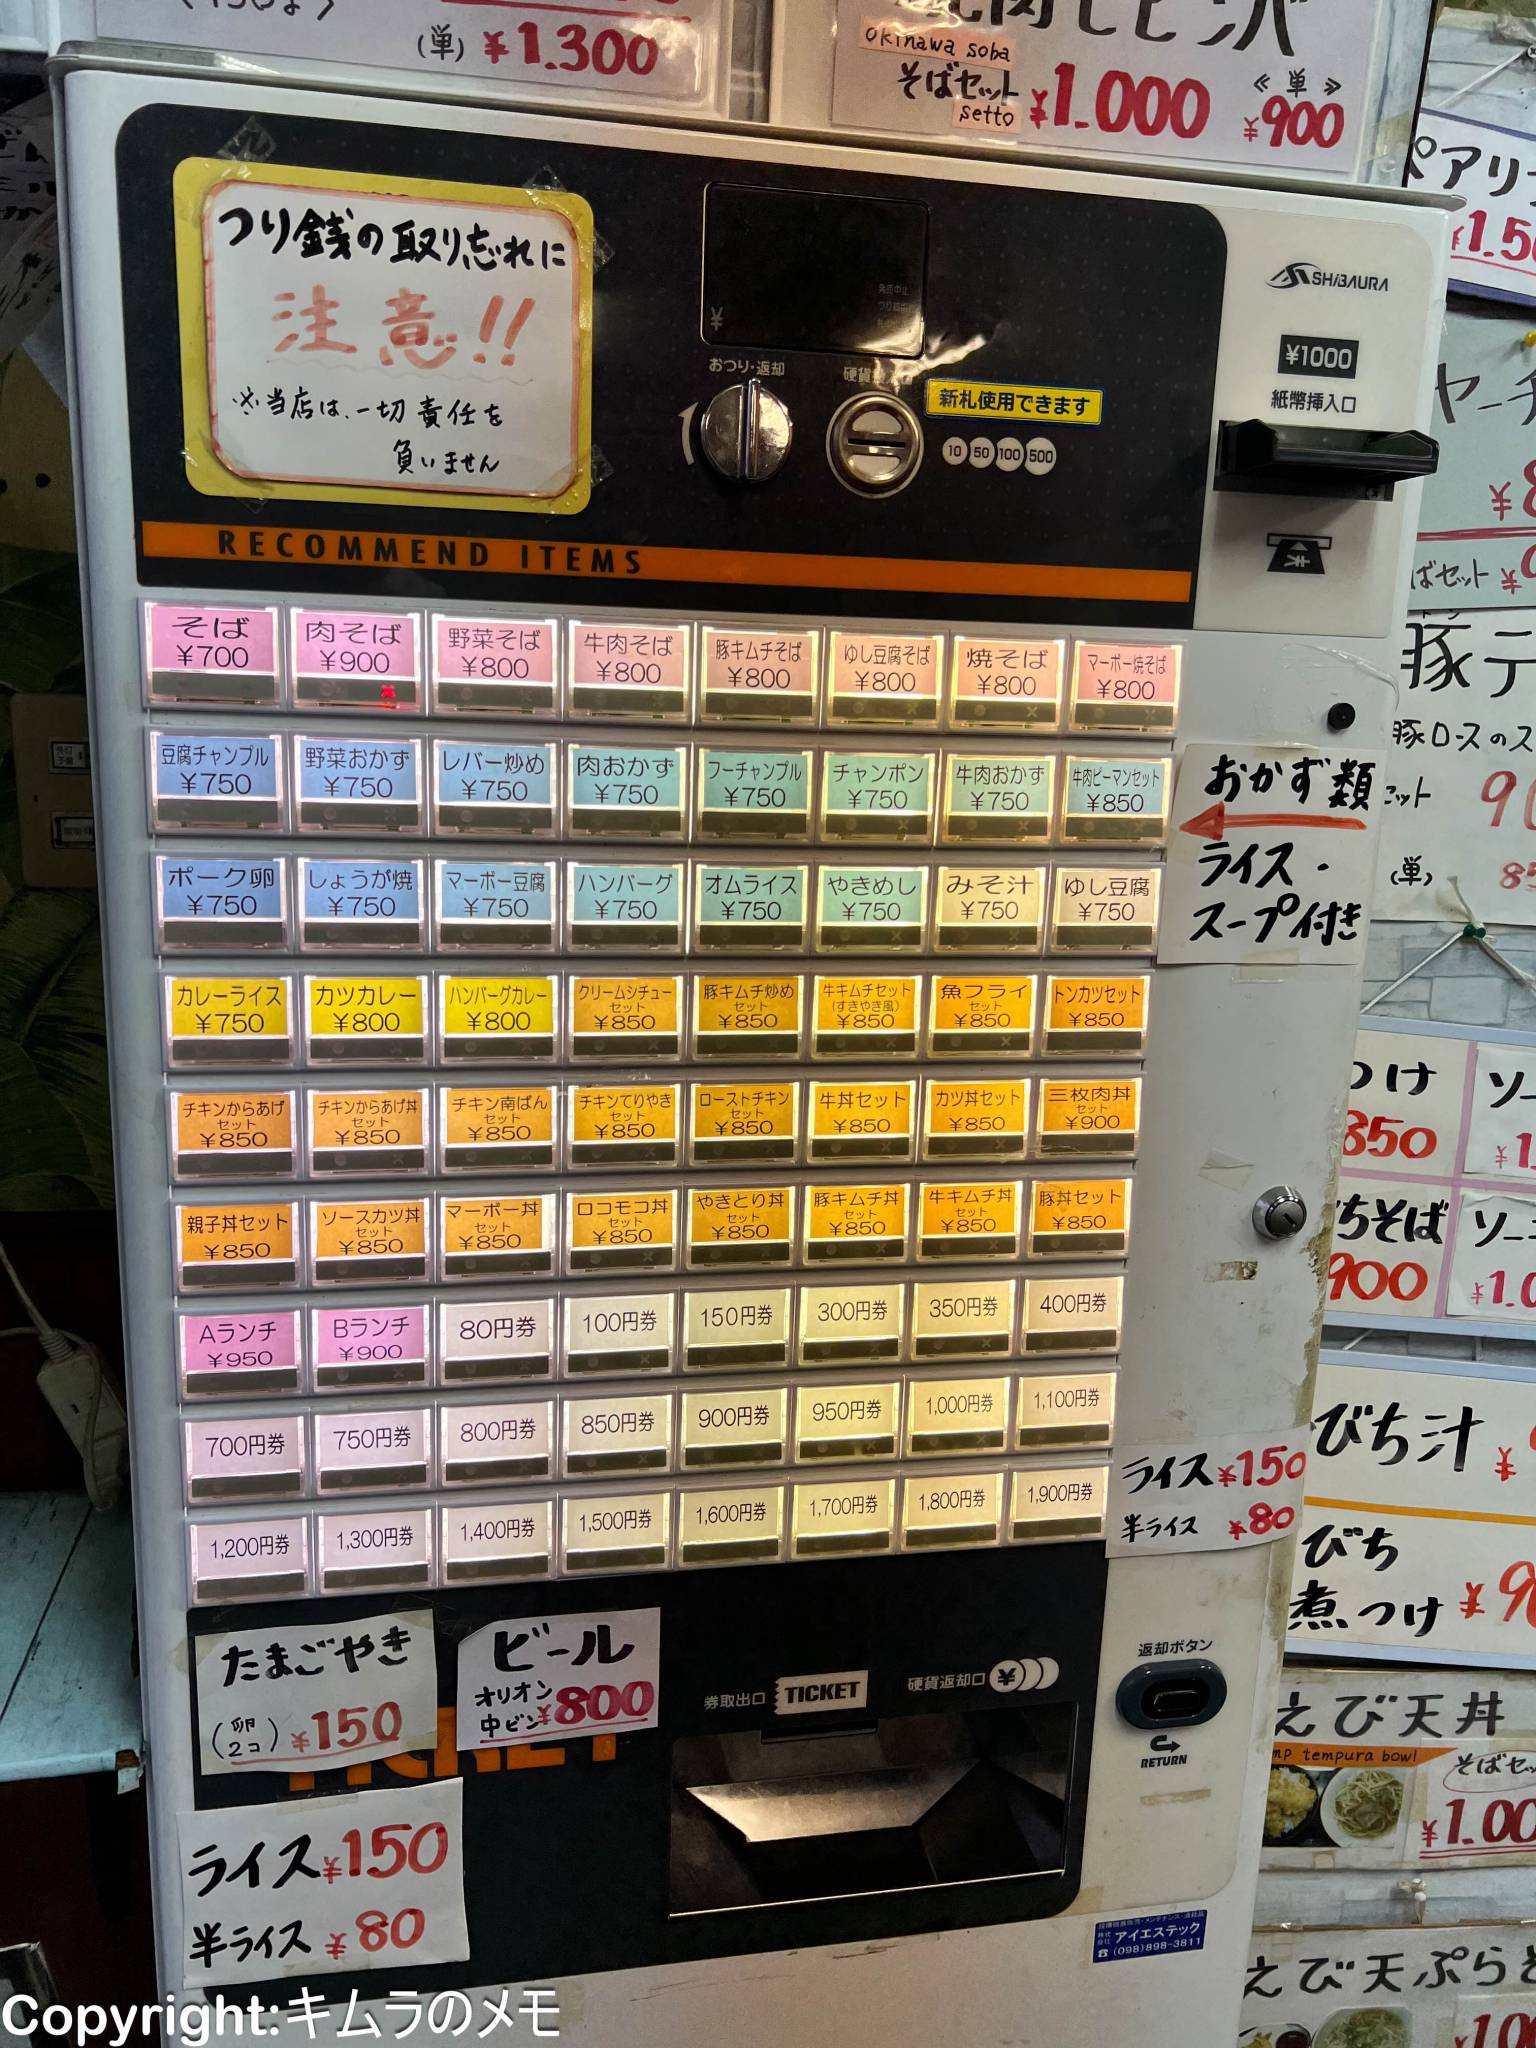 (単) ¥1.300
okinawa soba
そばセット ¥1.000
setto
《単》
¥900
つり銭の取り忘れに
注意!!
※当店は、一切責任を
負いません
¥
おつり・返却
新札使用できます
10 50 100 500
SHIBAURA
¥1000
紙幣挿入口
RECOMMEND ITEMS
そば ¥700
肉そば ¥900
野菜そば ¥800
牛肉そば ¥800
豚キムチそば ¥800
ゆし豆腐そば ¥800
焼そば ¥800
マーボー焼そば ¥800
豆腐チャンプル ¥750
野菜おかず ¥750
レバー炒め ¥750
肉おかず ¥750
フーチャンプル ¥750
チャンポン ¥750
牛肉おかず ¥750
牛肉ピーマンセット ¥850
ポーク卵 ¥750
しょうが焼 ¥750
マーボー豆腐 ¥750
ハンバーグ ¥750
オムライス ¥750
やきめし ¥750
みそ汁 ¥750
ゆし豆腐 ¥750
カレーライス ¥750
カツカレー ¥800
ハンバーグカレー ¥800
クリームシチューセット ¥850
豚キムチ炒めセット ¥850
牛キムチセット(すきやき風) ¥850
魚フライセット ¥850
トンカツセット ¥850
チキンからあげセット ¥850
チキンからあげ丼セット ¥850
チキン南ばんセット ¥850
チキンてりやきセット ¥850
ローストチキンセット ¥850
牛丼セット ¥850
カツ丼セット ¥850
三枚肉丼セット ¥900
親子丼セット ¥850
ソースカツ丼セット ¥850
マーボー丼セット ¥850
ロコモコ丼セット ¥850
やきとり丼セット ¥850
豚キムチ丼セット ¥850
牛キムチ丼セット ¥850
豚丼セット ¥850
Aランチ ¥950
Bランチ ¥900
80円券
100円券
150円券
300円券
350円券
400円券
700円券
750円券
800円券
850円券
900円券
950円券
1,000円券
1,100円券
1,200円券
1,300円券
1,400円券
1,500円券
1,600円券
1,700円券
1,800円券
1,900円券
おかず類
ライス・
スープ付き
ライス ¥150
半ライス ¥80
たまごやき
(卵2コ) ¥150
ビール
オリオン
中ビン ¥800
券取出口 TICKET
硬貨返却口 ¥
返却ボタン
RETURN
ライス ¥150
半ライス ¥80
アイエステック
(098)898-3811
(単)
びち汁
びち
煮つけ
えび天丼
tempura bowl
Copyright:キムラのメモ